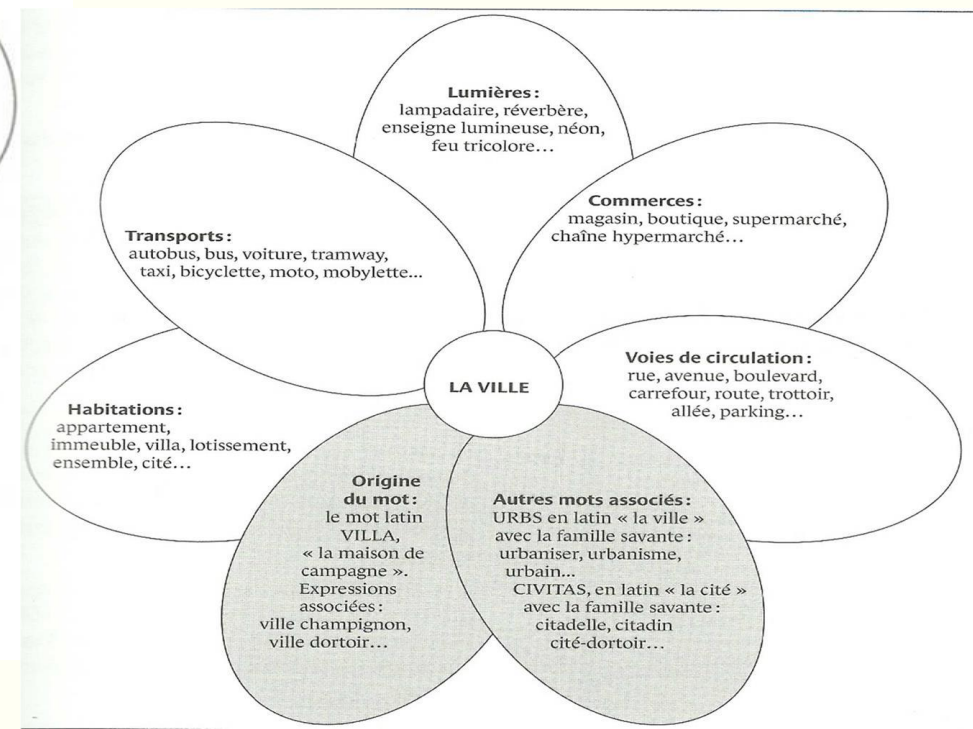 Lumières :
lampadaire, réverbère,
enseigne lumineuse, néon,
feu tricolore…
Commerces :
magasin, boutique, supermarché,
chaîne hypermarché…
Transports :
autobus, bus, voiture, tramway,
taxi, bicyclette, moto, mobylette...
Voies de circulation :
rue, avenue, boulevard,
carrefour, route, trottoir,
allée, parking…
LA VILLE
Habitations :
appartement,
immeuble, villa, lotissement,
ensemble, cité…
Origine
du mot :
le mot latin
VILLA,
« la maison de
campagne ».
Expressions
associées :
ville champignon,
ville dortoir…
Autres mots associés :
URBS en latin « la ville »
avec la famille savante :
urbaniser, urbanisme,
urbain...
CIVITAS, en latin « la cité »
avec la famille savante :
citadelle, citadin
cité-dortoir…